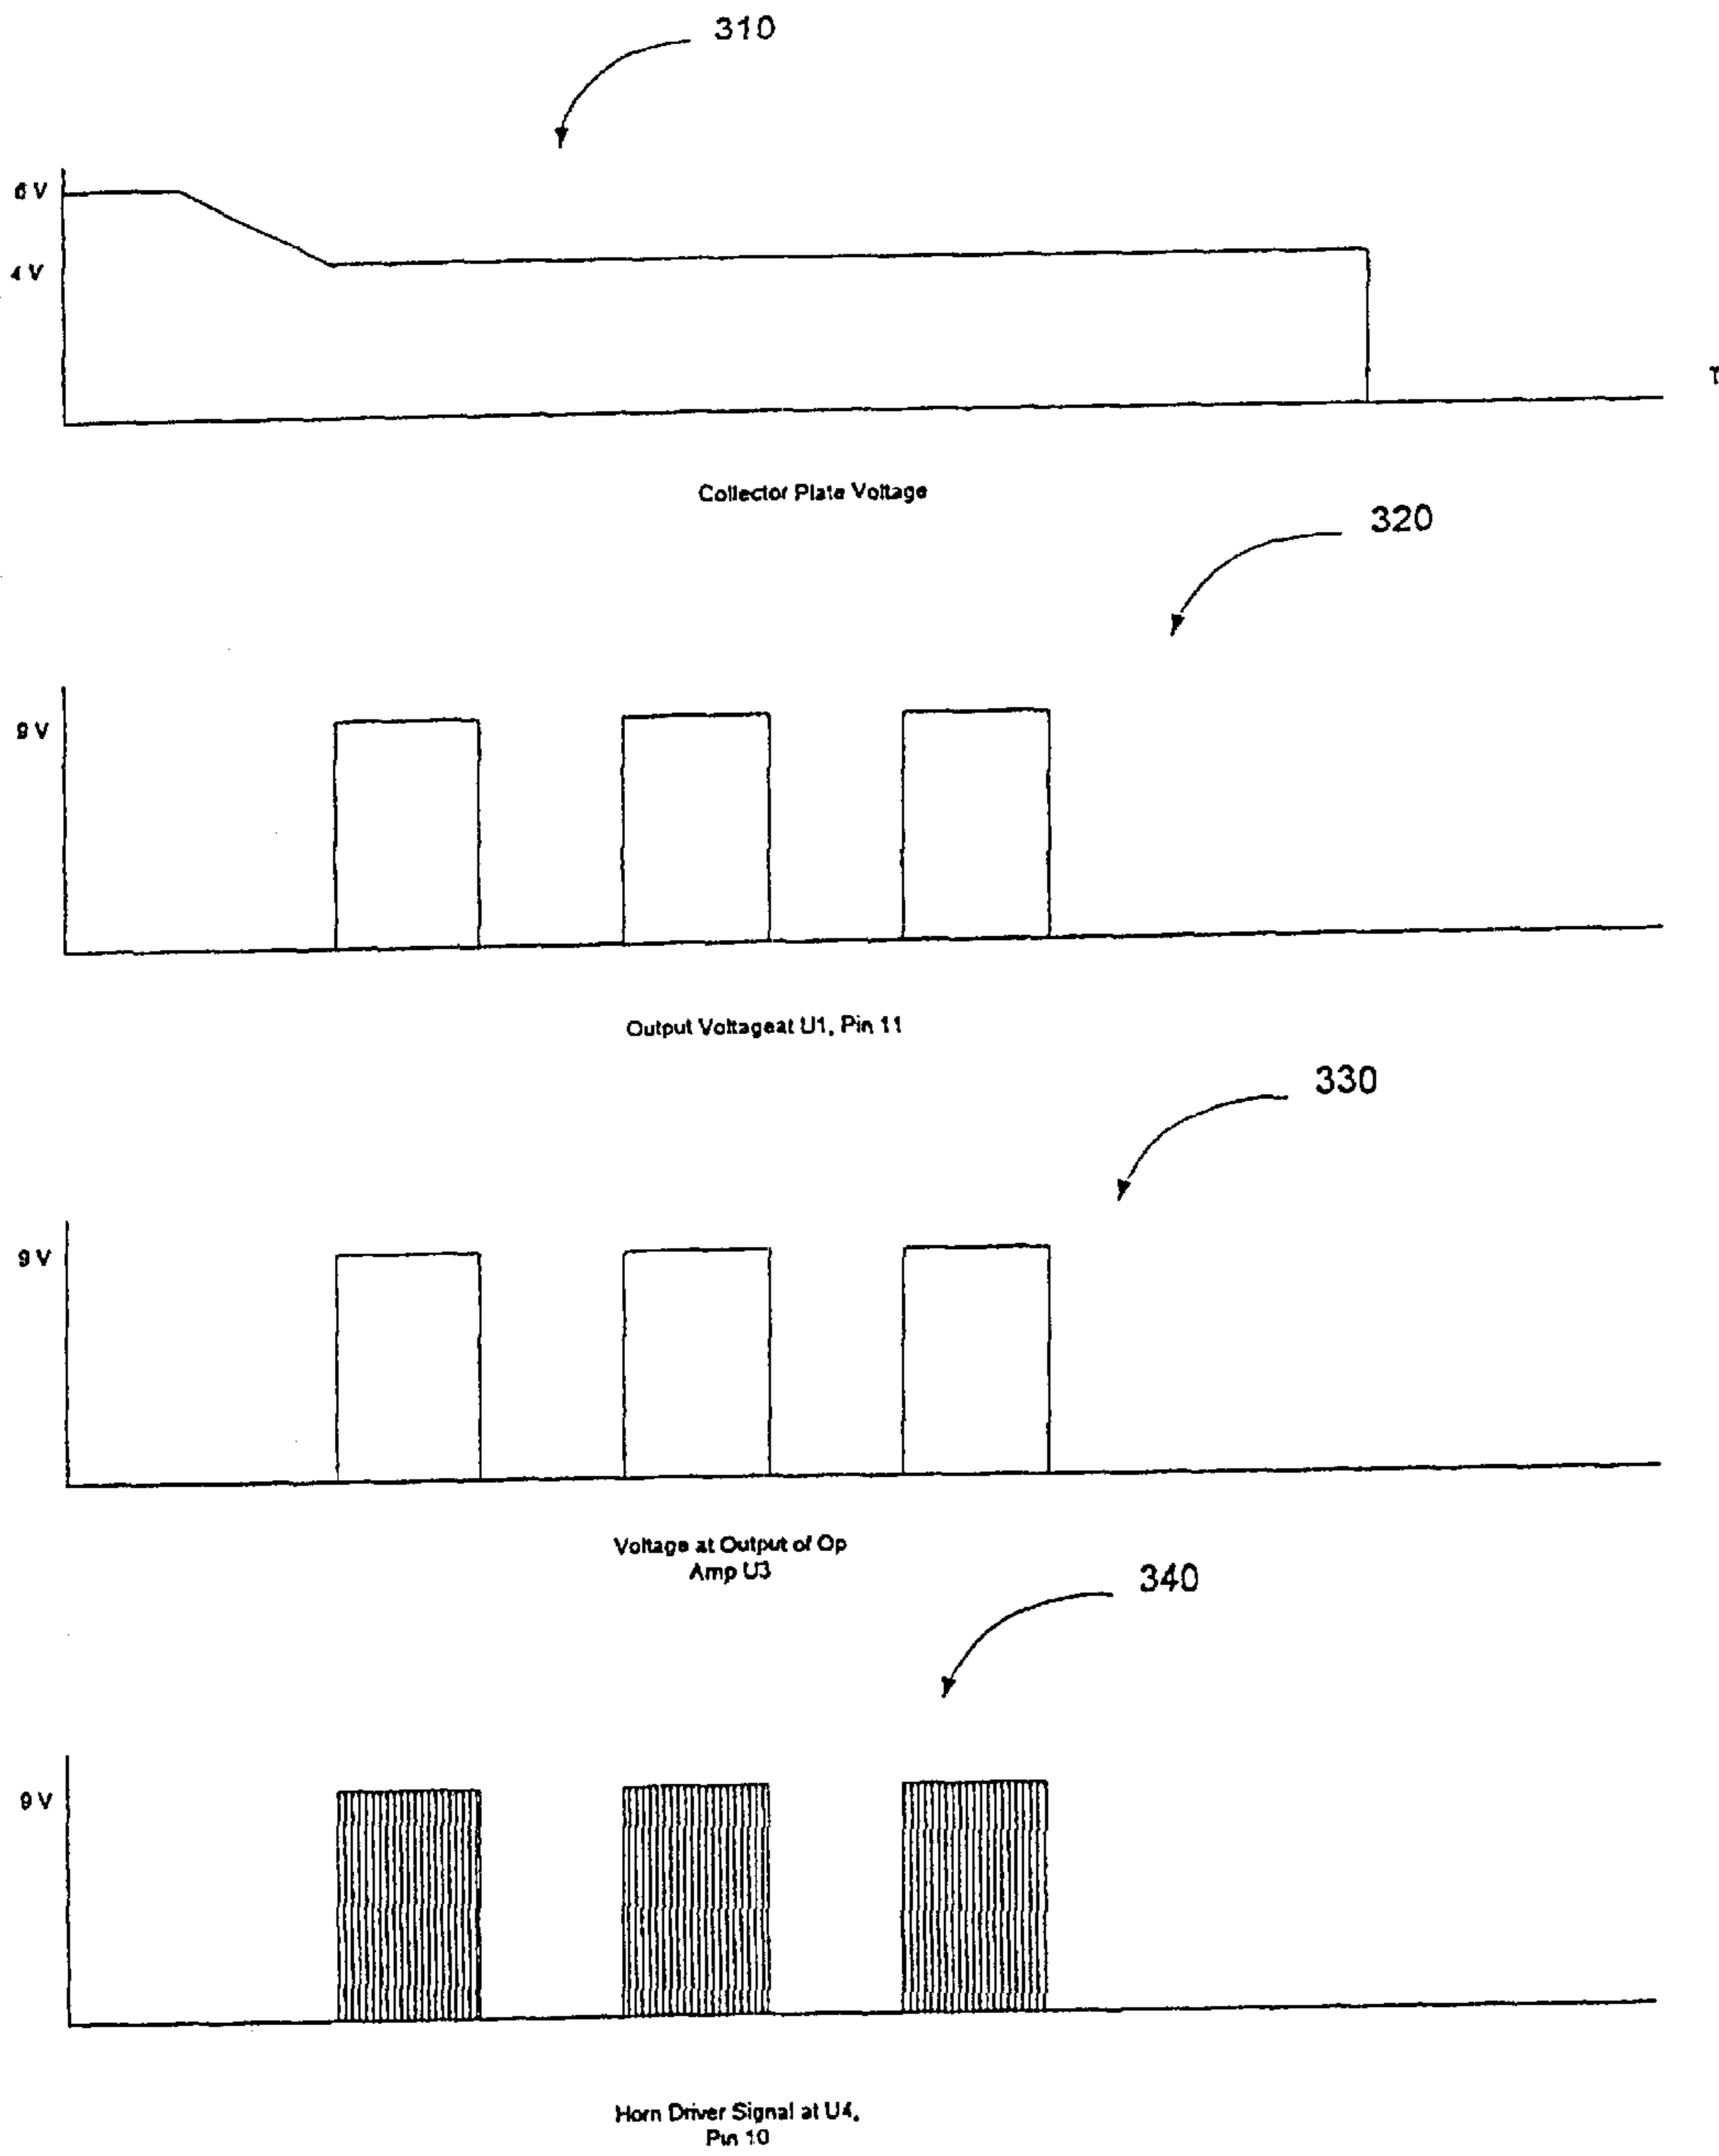 310
6 V
4 V
T
Collector Plate Voltage
320
9 V
Output Voltageat U1, Pin 11
330
9 V
Voltage at Output of Op
Amp U3
340
9 V
Horn Driver Signal at U4,
Pin 10